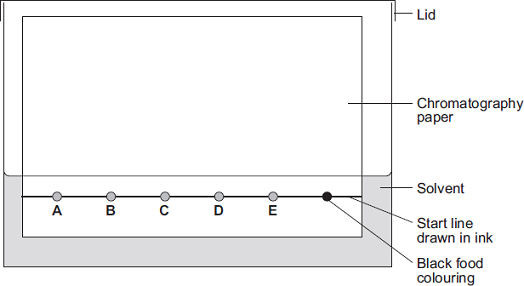 Lid
Chromatography
paper
Solvent
A B C D E
Start line
drawn in ink
Black food
colouring